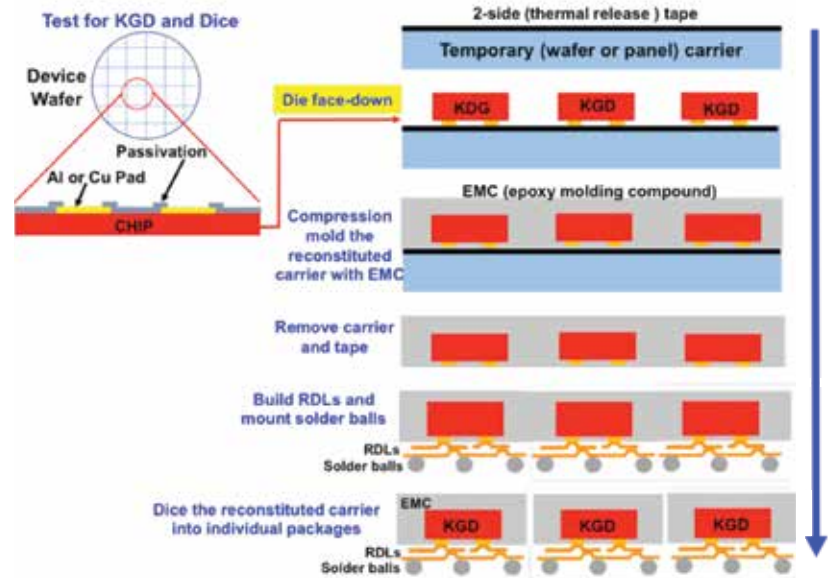 Test for KGD and Dice
Device
Wafer
Passivation
Al or Cu Pad
CHIP
2-side (thermal release ) tape
Temporary (wafer or panel) carrier
Die face-down
KDG
KGD
KGD
EMC (epoxy molding compound)
Compression
mold the
reconstituted
carrier with EMC
Remove carrier
and tape
Build RDLs and
mount solder balls
RDLs
Solder balls
Dice the reconstituted carrier
into individual packages
EMC
KGD
KGD
KGD
RDLs
Solder balls